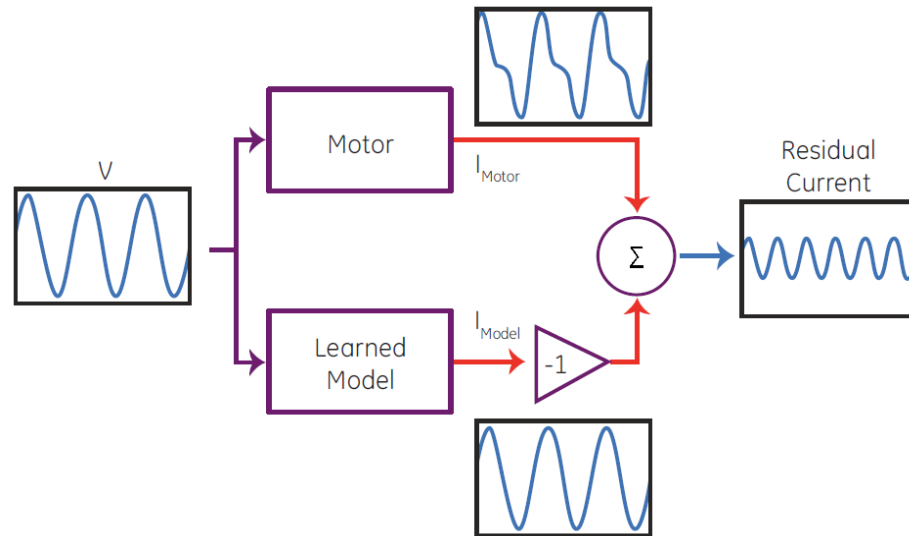 V
Motor
I Motor
Residual
Current
Σ
Learned
Model
I Model
-1